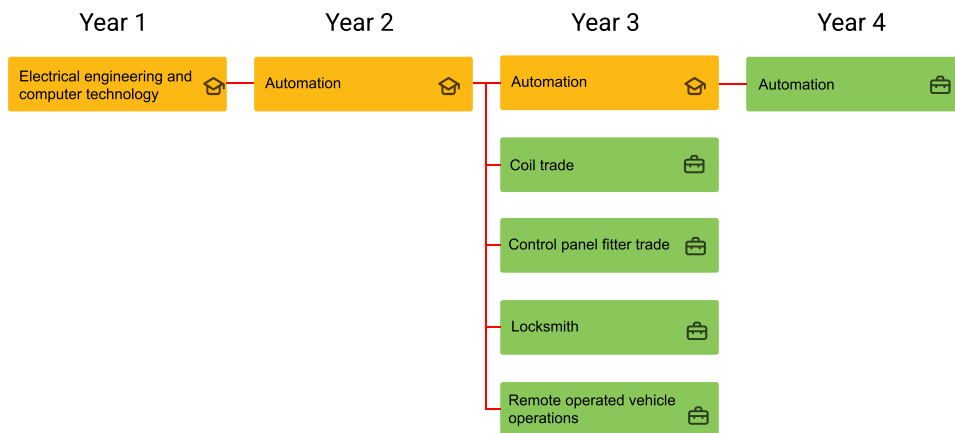 Year 1
Year 2
Year 3
Year 4
Electrical engineering and
computer technology
Automation
Automation
Automation
Coil trade
Control panel fitter trade
Locksmith
Remote operated vehicle
operations